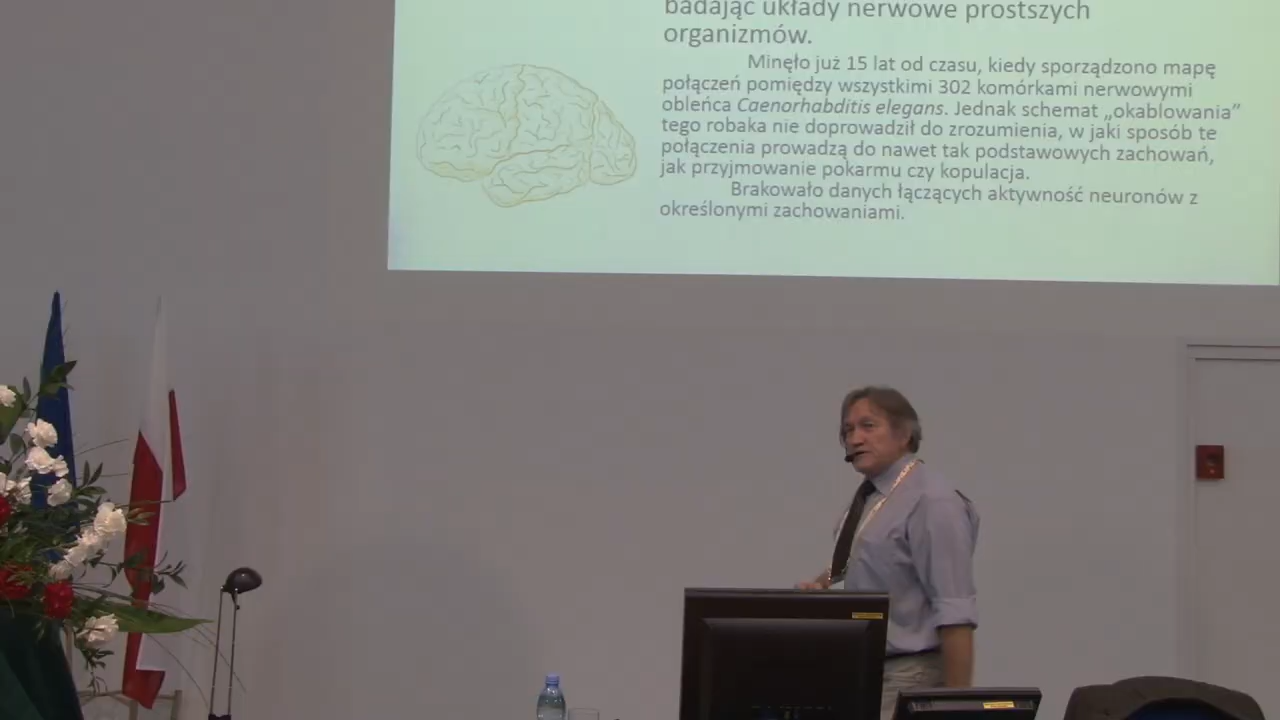 badając układy nerwowe prostszych
organizmów.
Minęło już 15 lat od czasu, kiedy sporządzono mapę
połączeń pomiędzy wszystkimi 302 komórkami nerwowymi
obleńca Caenorhabditis elegans. Jednak schemat „okablowania”
tego robaka nie doprowadził do zrozumienia, w jaki sposób te
połączenia prowadzą do nawet tak podstawowych zachowań,
jak przyjmowanie pokarmu czy kopulacja.
Brakowało danych łączących aktywność neuronów z
określonymi zachowaniami.